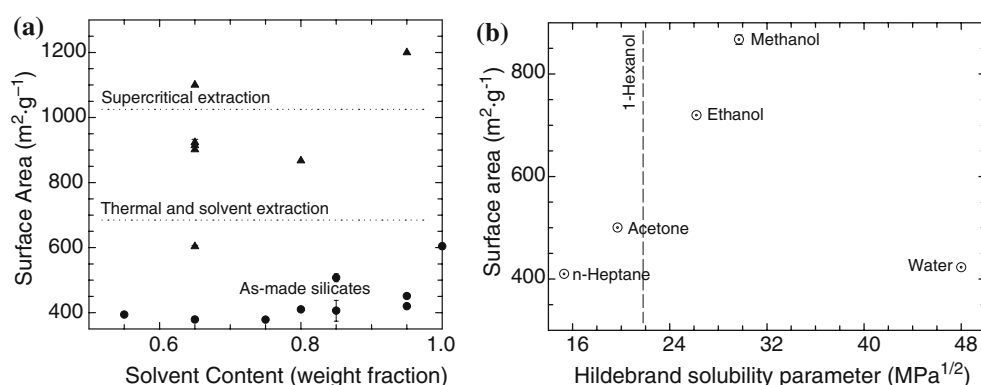 (a)
1200
1000
800
600
400
Surface Area (m²·g⁻¹)
Supercritical extraction
Thermal and solvent extraction
As-made silicates
0.6
0.8
1.0
Solvent Content (weight fraction)
(b)
800
600
400
Surface area (m²·g⁻¹)
1-Hexanol
Methanol
Ethanol
Acetone
n-Heptane
Water
16
24
32
40
48
Hildebrand solubility parameter (MPa¹/²)